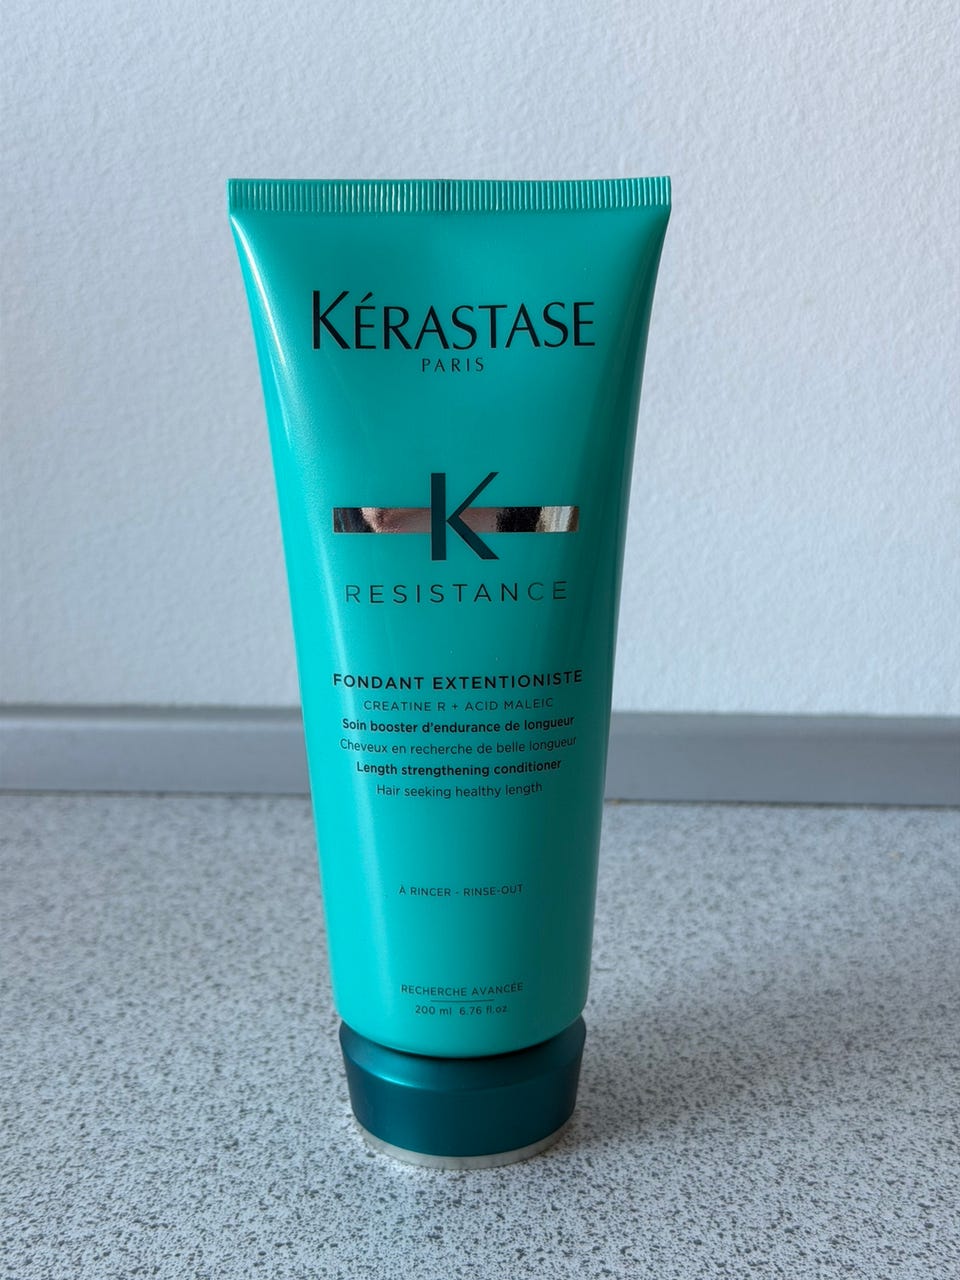 KÉRASTASE
PARIS
K
RESISTANCE
FONDANT EXTENTIONISTE
CREATINE R + ACID MALEIC
Soin booster d'endurance de longueur
Cheveux en recherche de belle longueur
Length strengthening conditioner
Hair seeking healthy length
À RINCER - RINSE-OUT
RECHERCHE AVANCÉE
200 ml 6.76 fl.oz.